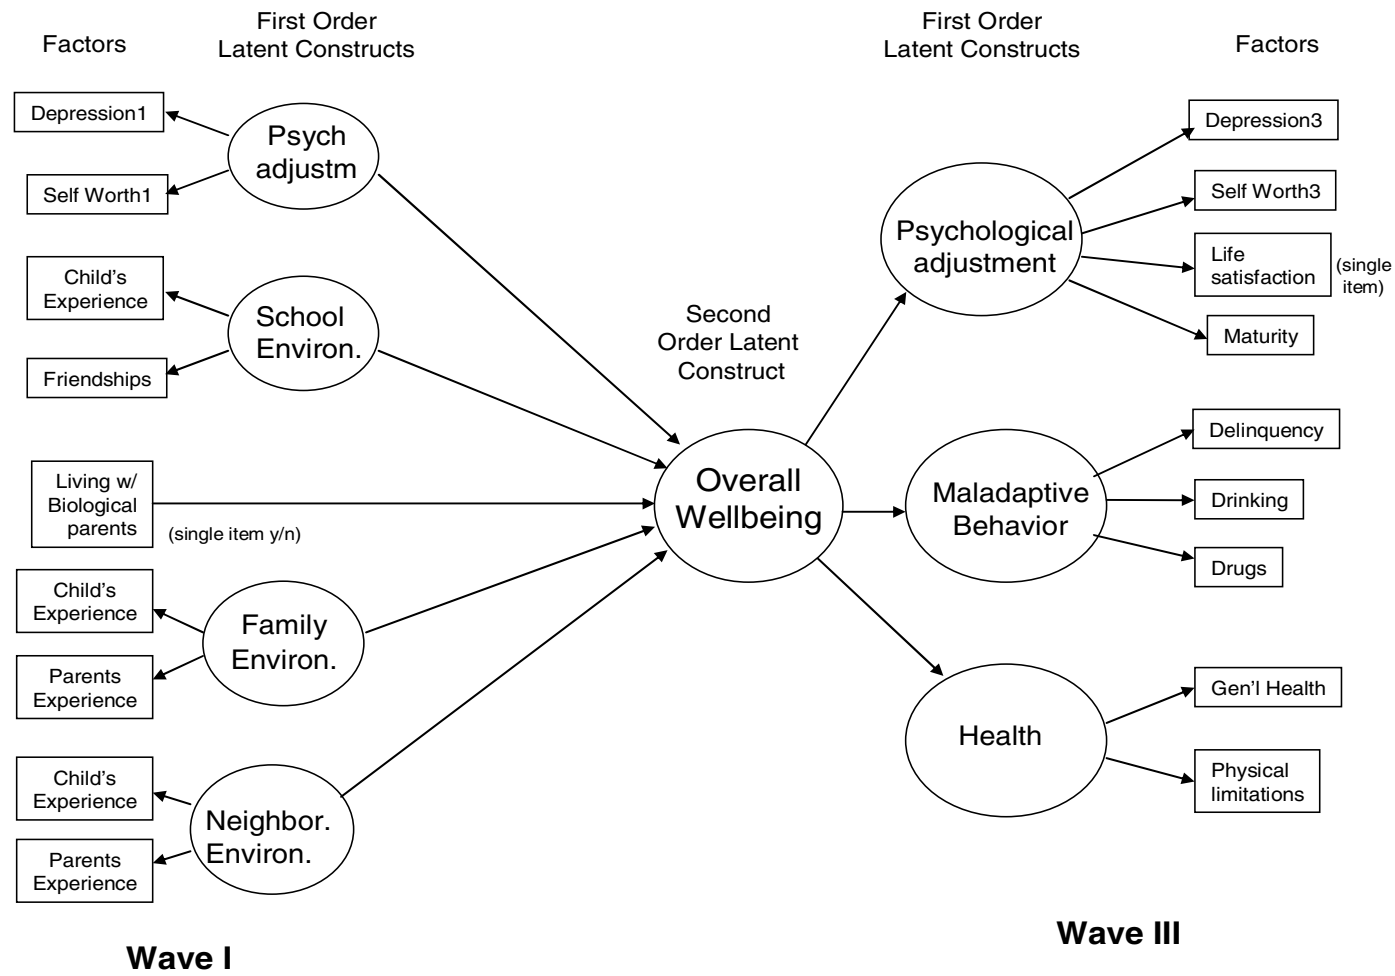 Factors
First Order
Latent Constructs
First Order
Latent Constructs
Factors
Depression1
Self Worth1
Psych
adjustm
Child's
Experience
Friendships
School
Environ.
Living w/
Biological
parents
(single item y/n)
Child's
Experience
Parents
Experience
Family
Environ.
Child's
Experience
Parents
Experience
Neighbor.
Environ.
Wave I
Second
Order Latent
Construct
Overall
Wellbeing
Psychological
adjustment
Depression3
Self Worth3
Life
satisfaction
(single
item)
Maturity
Maladaptive
Behavior
Delinquency
Drinking
Drugs
Health
Gen'l Health
Physical
limitations
Wave III